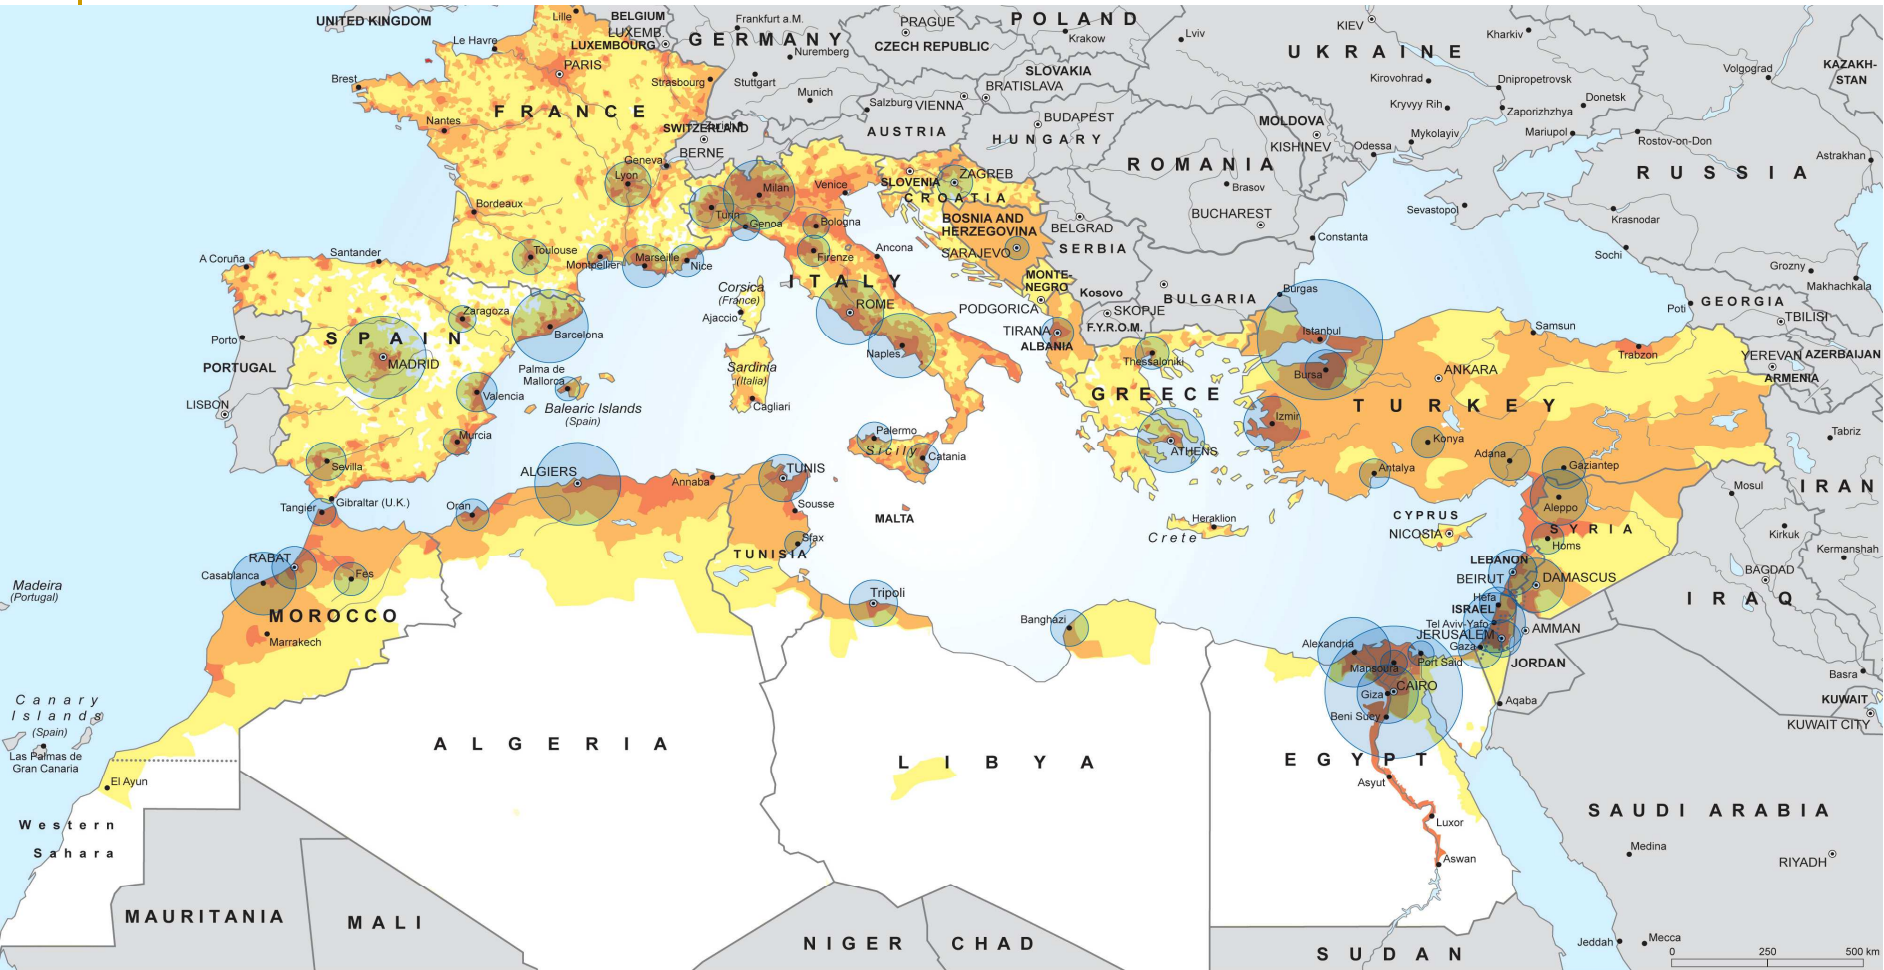 UNITED KINGDOM
Lille
BELGIUM
LUXEMB.
LUXEMBOURG
Frankfurt a.M.
GERMANY
Nuremberg
PRAGUE
CZECH REPUBLIC
POLAND
Krakow
Lviv
KIEV
UKRAINE
Kharkiv
Volgograd
KAZAKH-
STAN
Le Havre
PARIS
Brest
Strasbourg
Stuttgart
Munich
Salzburg
VIENNA
SLOVAKIA
BRATISLAVA
Kirovohrad
Dnipropetrovsk
Kryvyy Rih
Zaporizhzhya
Donetsk
FRANCE
Nantes
SWITZERLAND
BERNE
AUSTRIA
BUDAPEST
HUNGARY
MOLDOVA
KISHINEV
Mykolayiv
Mariupol
Odessa
Rostov-on-Don
Astrakhan
Geneva
Lyon
Milan
Venice
Turin
Genoa
Bologna
SLOVENIA
ZAGREB
CROATIA
ROMANIA
Brasov
BUCHAREST
RUSSIA
Bordeaux
BOSNIA AND
HERZEGOVINA
SARAJEVO
BELGRAD
SERBIA
Sevastopol
Krasnodar
Constanta
Sochi
A Coruña
Santander
Toulouse
Montpellier
Marseille
Nice
Firenze
Ancona
ITALY
MONTE-
NEGRO
Kosovo
PODGORICA
SKOPJE
F.Y.R.O.M.
BULGARIA
Burgas
Grozny
Makhachkala
Poti
GEORGIA
TBILISI
Corsica
(France)
Ajaccio
ROME
Naples
TIRANA
ALBANIA
Porto
SPAIN
Zaragoza
Barcelona
MADRID
PORTUGAL
LISBON
Valencia
Palma de
Mallorca
Balearic Islands
(Spain)
Sardinia
(Italia)
Cagliari
Thessaloniki
GREECE
Istanbul
Bursa
Samsun
Trabzon
ANKARA
YEREVAN
AZERBAIJAN
ARMENIA
TURKEY
Izmir
Konya
Tabriz
Murcia
Sevilla
Palermo
Sicily
Catania
ATHENS
Antalya
Adana
Gaziantep
ALGIERS
Annaba
TUNIS
Gibraltar (U.K.)
Tangier
Oran
Sousse
MALTA
Heraklion
Crete
CYPRUS
NICOSIA
Aleppo
SYRIA
Homs
Mosul
IRAN
Kirkuk
Kermanshah
RABAT
Casablanca
Fes
Sfax
TUNISIA
LEBANON
BEIRUT
DAMASCUS
BAGDAD
Madeira
(Portugal)
MOROCCO
Marrakech
Tripoli
Banghazi
Hefa
ISRAEL
Tel Aviv-Yafo
JERUSALEM
AMMAN
Gaza
JORDAN
IRAQ
Alexandria
Mansoura
Port Said
CAIRO
Giza
Beni Suey
Aqaba
Basra
KUWAIT
KUWAIT CITY
Canary
Islands
(Spain)
Las Palmas de
Gran Canaria
El Ayun
ALGERIA
LIBYA
EGYPT
Asyut
Luxor
Aswan
SAUDI ARABIA
Medina
RIYADH
Western
Sahara
MAURITANIA
MALI
NIGER
CHAD
SUDAN
Jeddah
Mecca
0 250 500 km